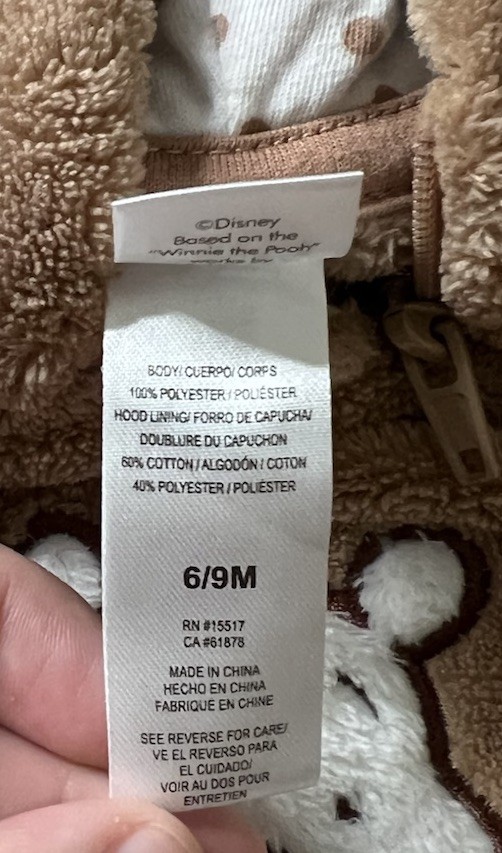 ©Disney
Based on the
"Winnie the Pooh"
works by
BODY/ CUERPO/ CORPS
100% POLYESTER / POLIÉSTER
HOOD LINING/ FORRO DE CAPUCHA/
DOUBLURE DU CAPUCHON
60% COTTON / ALGODÓN / COTON
40% POLYESTER / POLIÉSTER
6/9M
RN #15517
CA #61878
MADE IN CHINA
HECHO EN CHINA
FABRIQUÉ EN CHINE
SEE REVERSE FOR CARE/
VE EL REVERSO PARA
EL CUIDADO/
VOIR AU DOS POUR
ENTRETIEN